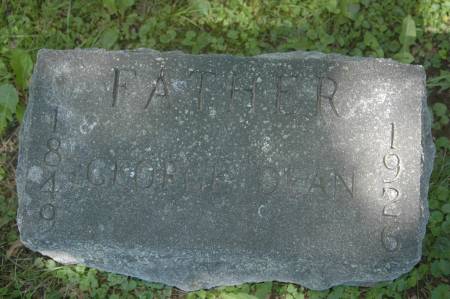 FATHER
1849
GEORGE DEAN
1926